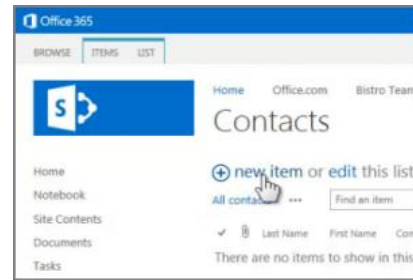 Office 365
BROWSE ITEMS LIST
S
Home Office.com Bistro Team
Contacts
Home
Notebook
Site Contents
Documents
Tasks
new item or edit this list
All ... Find an item
Last Name First Name
There are no items to show in this